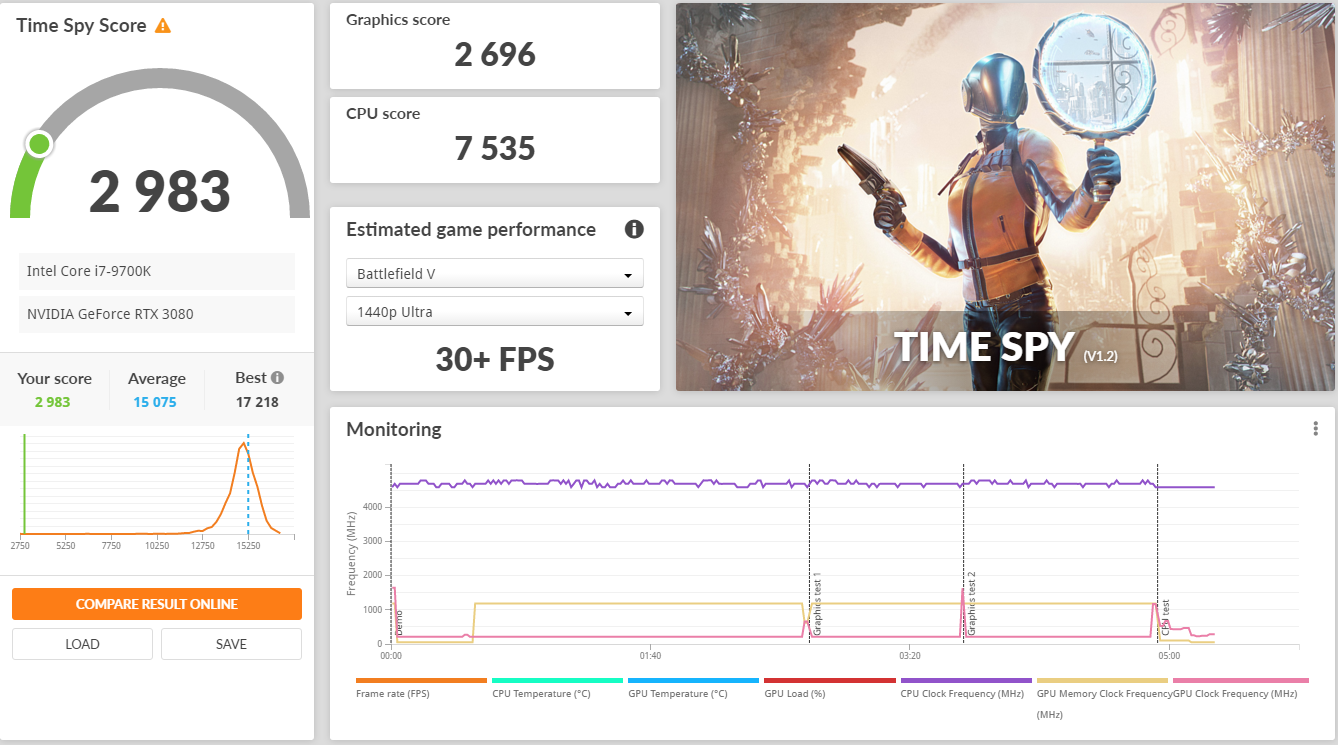 Time Spy Score
2 983
Intel Core i7-9700K
NVIDIA GeForce RTX 3080
Your score
Average
Best
2 983
15 075
17 218
2750
5250
7750
10250
12750
15250
COMPARE RESULT ONLINE
LOAD
SAVE
Graphics score
2 696
CPU score
7 535
Estimated game performance
Battlefield V
1440p Ultra
30+ FPS
TIME SPY (V1.2)
Monitoring
Frequency (MHz)
4000
3000
2000
1000
0
Demo
Graphics test 1
Graphics test 2
CPU test
00:00
01:40
03:20
05:00
Frame rate (FPS)
CPU Temperature (°C)
GPU Temperature (°C)
GPU Load (%)
CPU Clock Frequency (MHz)
GPU Memory Clock Frequency
(MHz)
GPU Clock Frequency (MHz)